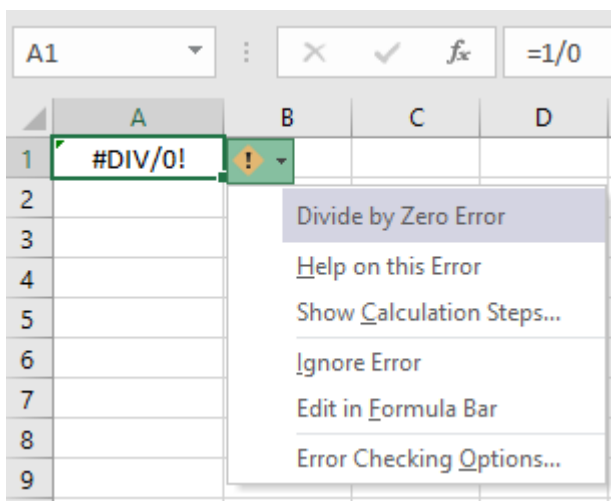 A1 fx =1/0
A B C D
1 #DIV/0! !
2 Divide by Zero Error
3 Help on this Error
4 Show Calculation Steps...
5
6 Ignore Error
7 Edit in Formula Bar
8 Error Checking Options...
9